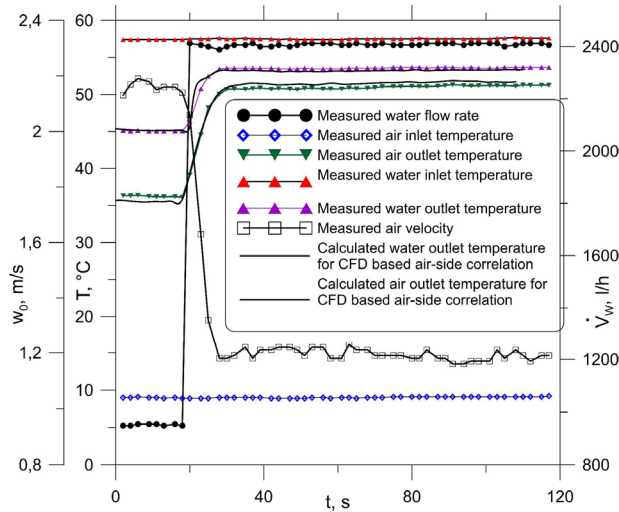 2,4
60
2400
50
2
40
2000
30
1,6
1600
20
1,2
1200
10
0,8
0
800
0
40
80
120
t, s
w0, m/s
T, °C
V̇w, l/h
Measured water flow rate
Measured air inlet temperature
Measured air outlet temperature
Measured water inlet temperature
Measured water outlet temperature
Measured air velocity
Calculated water outlet temperature
for CFD based air-side correlation
Calculated air outlet temperature for
CFD based air-side correlation